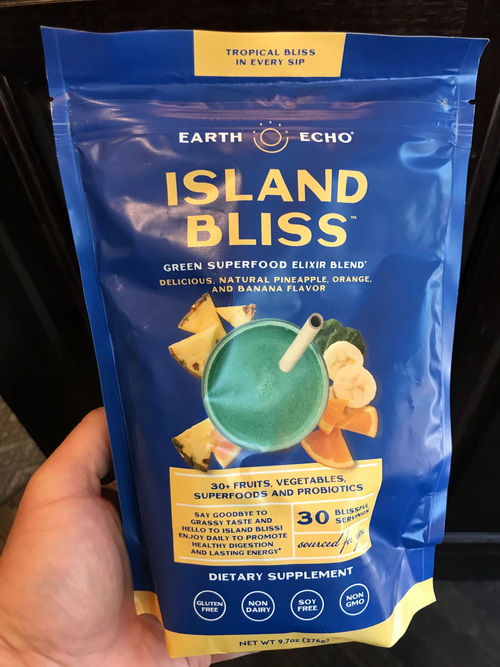 TROPICAL BLISS
IN EVERY SIP
EARTH ECHO®
ISLAND
BLISS™
GREEN SUPERFOOD ELIXIR BLEND*
DELICIOUS, NATURAL PINEAPPLE, ORANGE,
AND BANANA FLAVOR
30+ FRUITS, VEGETABLES,
SUPERFOODS AND PROBIOTICS
SAY GOODBYE TO
GRASSY TASTE AND
HELLO TO ISLAND BLISS!
ENJOY DAILY TO PROMOTE
HEALTHY DIGESTION
AND LASTING ENERGY*
30 BLISSFUL
SERVINGS
sourced for you
DIETARY SUPPLEMENT
GLUTEN
FREE
NON
DAIRY
SOY
FREE
NON
GMO
NET WT 9.7oz (276g)